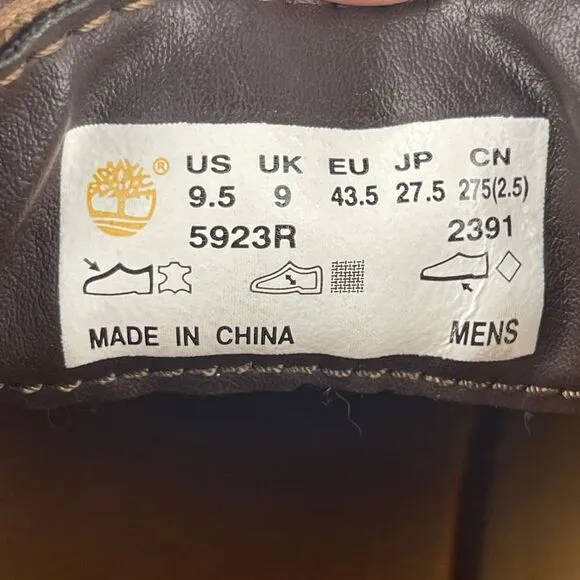 ® US UK EU JP CN
9.5 9 43.5 27.5 275(2.5)
5923R 2391
MADE IN CHINA MENS